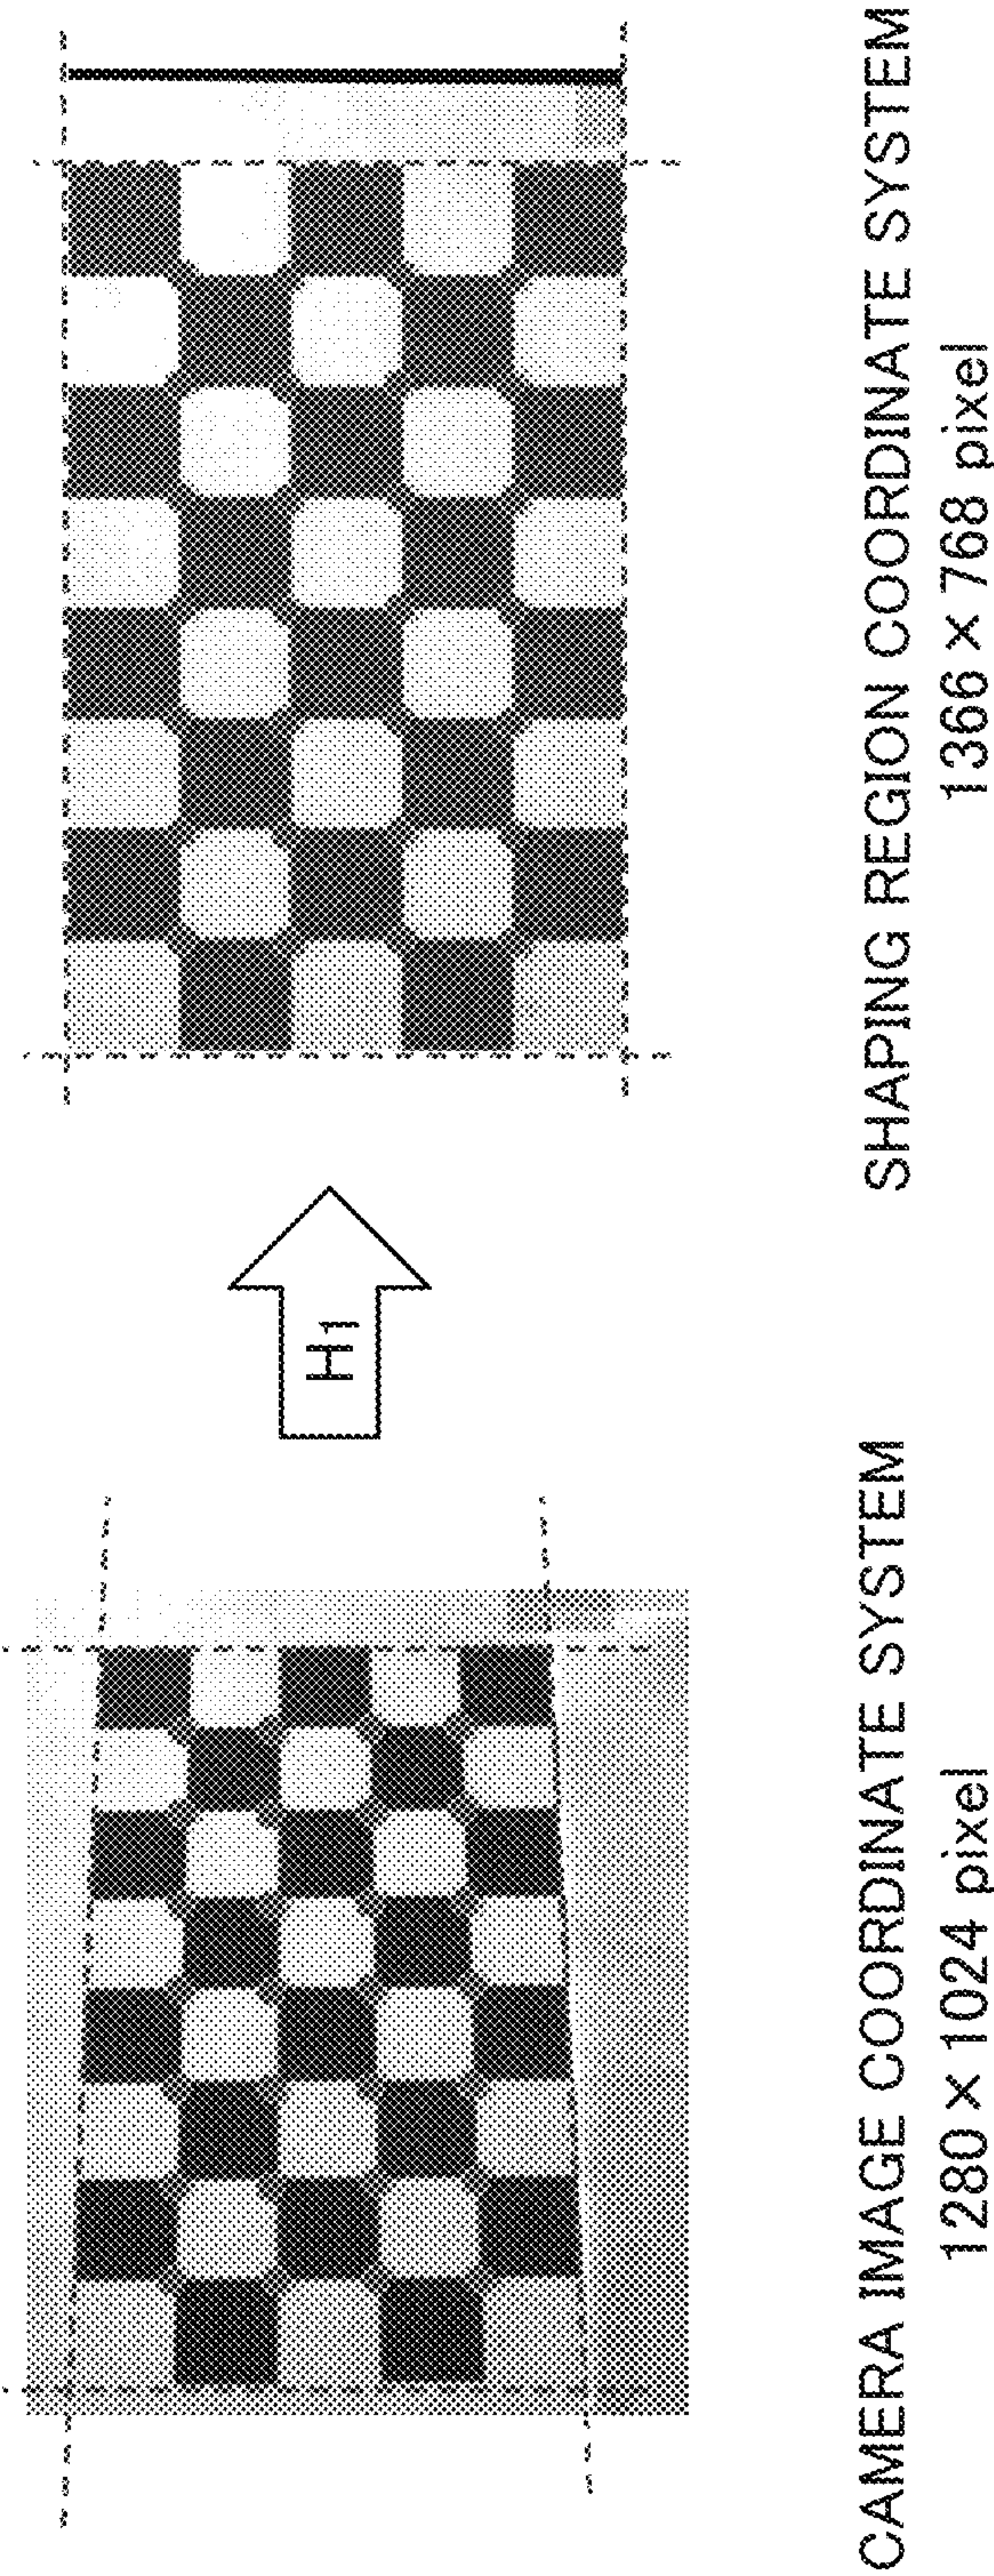 CAMERA IMAGE COORDINATE SYSTEM
1280 × 1024 pixel
H1
SHAPING REGION COORDINATE SYSTEM
1366 × 768 pixel